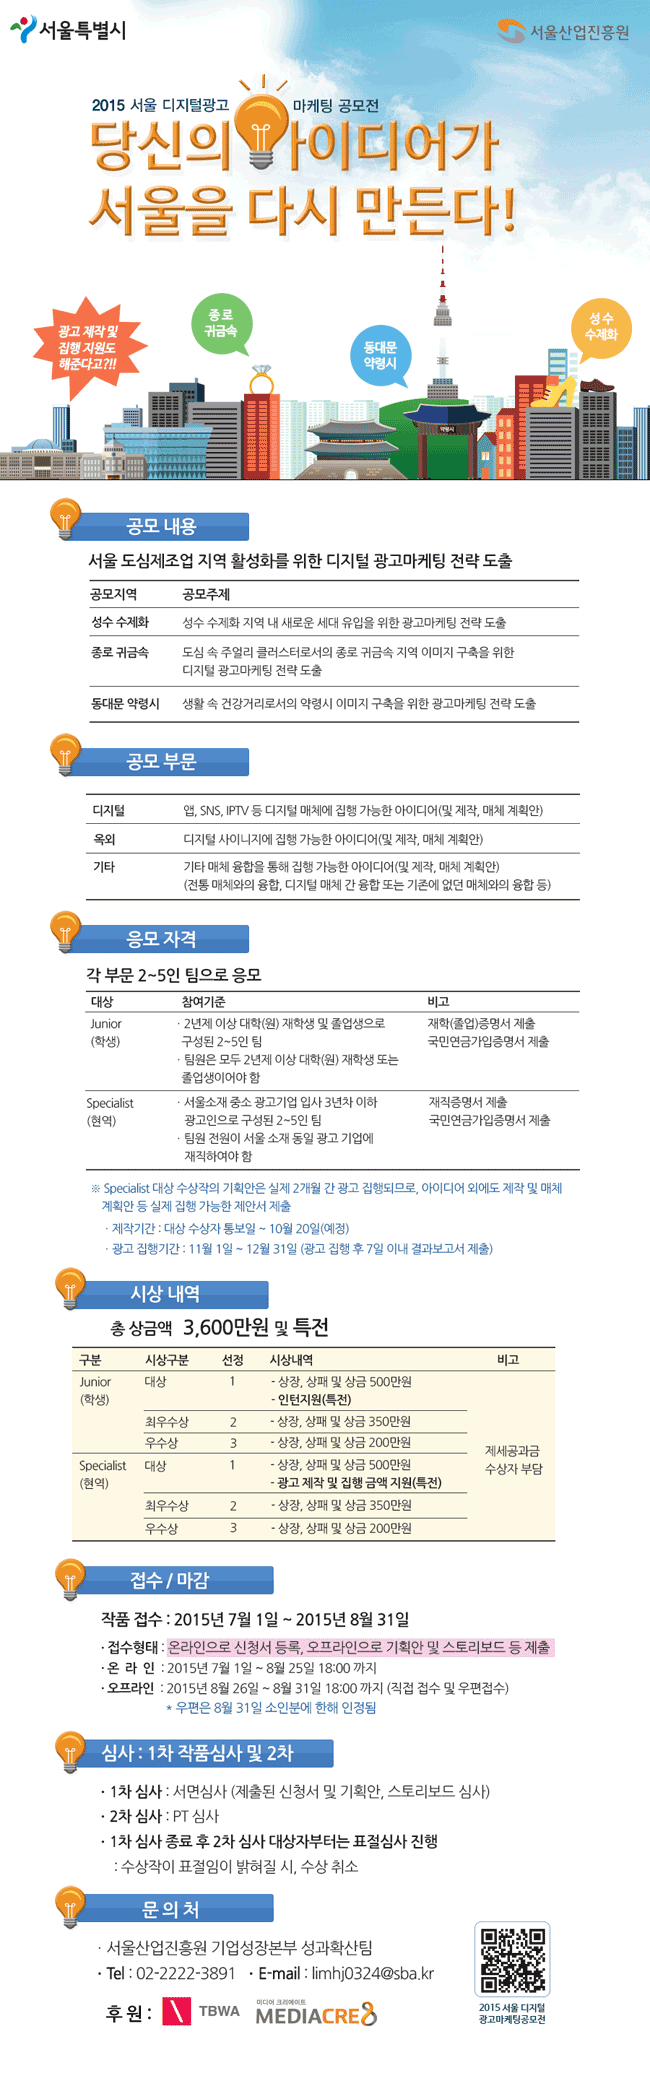 서울특별시
서울산업진흥원
2015 서울 디지털광고 마케팅 공모전
당신의 아이디어가
서울을 다시 만든다!
광고 제작 및
집행 지원도
해준다고?!!
종로
귀금속
동대문
약령시
성수
수제화
약령시
공모 내용
서울 도심제조업 지역 활성화를 위한 디지털 광고마케팅 전략 도출
공모지역 공모주제
성수 수제화 성수 수제화 지역 내 새로운 세대 유입을 위한 광고마케팅 전략 도출
종로 귀금속 도심 속 주얼리 클러스터로서의 종로 귀금속 지역 이미지 구축을 위한
디지털 광고마케팅 전략 도출
동대문 약령시 생활 속 건강거리로서의 약령시 이미지 구축을 위한 광고마케팅 전략 도출
공모 부문
디지털 앱, SNS, IPTV 등 디지털 매체에 집행 가능한 아이디어(및 제작, 매체 계획안)
옥외 디지털 사이니지에 집행 가능한 아이디어(및 제작, 매체 계획안)
기타 기타 매체 융합을 통해 집행 가능한 아이디어(및 제작, 매체 계획안)
(전통 매체와의 융합, 디지털 매체 간 융합 또는 기존에 없던 매체와의 융합 등)
응모 자격
각 부문 2~5인 팀으로 응모
대상 참여기준 비고
Junior · 2년제 이상 대학(원) 재학생 및 졸업생으로 재학(졸업)증명서 제출
(학생) 구성된 2~5인 팀 국민연금가입증명서 제출
· 팀원은 모두 2년제 이상 대학(원) 재학생 또는
졸업생이어야 함
Specialist · 서울소재 중소 광고기업 입사 3년차 이하 재직증명서 제출
(현역) 광고인으로 구성된 2~5인 팀 국민연금가입증명서 제출
· 팀원 전원이 서울 소재 동일 광고 기업에
재직하여야 함
※ Specialist 대상 수상작의 기획안은 실제 2개월 간 광고 집행되므로, 아이디어 외에도 제작 및 매체
계획안 등 실제 집행 가능한 제안서 제출
· 제작기간 : 대상 수상자 통보일 ~ 10월 20일(예정)
· 광고 집행기간 : 11월 1일 ~ 12월 31일 (광고 집행 후 7일 이내 결과보고서 제출)
시상 내역
총 상금액 3,600만원 및 특전
구분 시상구분 선정 시상내역 비고
Junior 대상 1 - 상장, 상패 및 상금 500만원
(학생) - 인턴지원(특전)
최우수상 2 - 상장, 상패 및 상금 350만원
우수상 3 - 상장, 상패 및 상금 200만원
제세공과금
수상자 부담
Specialist 대상 1 - 상장, 상패 및 상금 500만원
(현역) - 광고 제작 및 집행 금액 지원(특전)
최우수상 2 - 상장, 상패 및 상금 350만원
우수상 3 - 상장, 상패 및 상금 200만원
접수 / 마감
작품 접수 : 2015년 7월 1일 ~ 2015년 8월 31일
· 접수형태 : 온라인으로 신청서 등록, 오프라인으로 기획안 및 스토리보드 등 제출
· 온 라 인 : 2015년 7월 1일 ~ 8월 25일 18:00 까지
· 오프라인 : 2015년 8월 26일 ~ 8월 31일 18:00 까지 (직접 접수 및 우편접수)
* 우편은 8월 31일 소인분에 한해 인정됨
심사 : 1차 작품심사 및 2차
· 1차 심사 : 서면심사 (제출된 신청서 및 기획안, 스토리보드 심사)
· 2차 심사 : PT 심사
· 1차 심사 종료 후 2차 심사 대상자부터는 표절심사 진행
: 수상작이 표절임이 밝혀질 시, 수상 취소
문 의 처
· 서울산업진흥원 기업성장본부 성과확산팀
· Tel : 02-2222-3891 · E-mail : limhj0324@sba.kr
후 원 : TBWA 미디어 크리에이트 MEDIACRE8
2015 서울 디지털
광고마케팅공모전